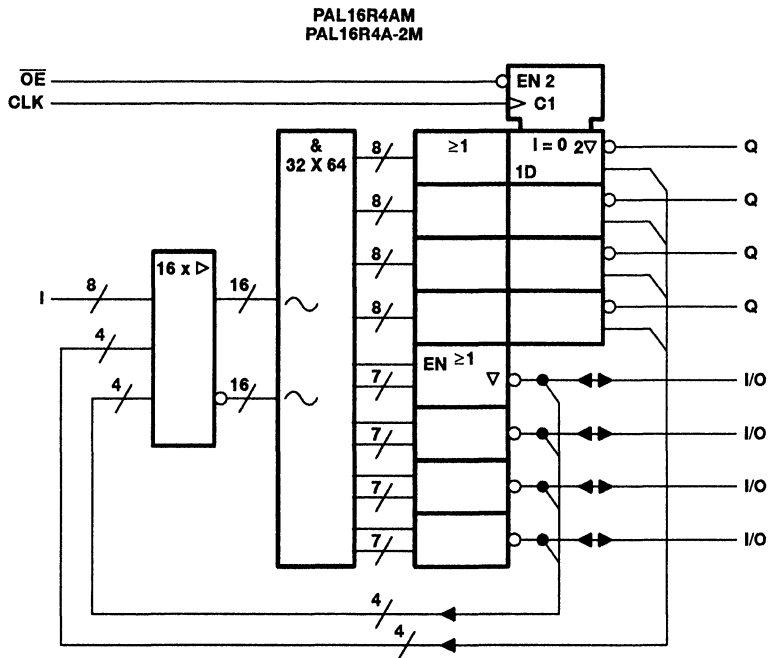 PAL16R4AM
PAL16R4A-2M
OE
EN 2
CLK
C1
&
32 X 64
8
≥1
I = 0 2▽
Q
1D
8
Q
8
Q
16 x ▷
I
8
16
8
Q
4
EN ≥1
▽
7
I/O
4
16
7
I/O
7
I/O
7
I/O
4
4